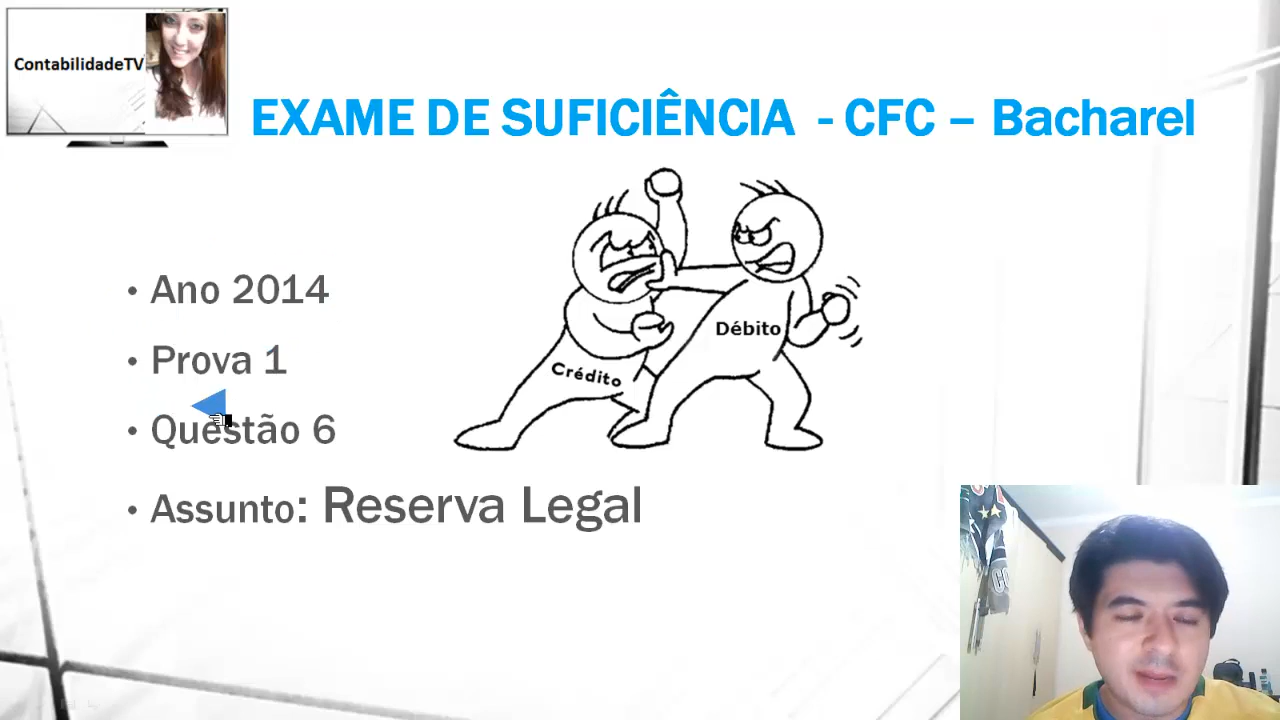 ContabilidadeTV
EXAME DE SUFICIÊNCIA - CFC – Bacharel
• Ano 2014
• Prova 1
• Questão 6
• Assunto: Reserva Legal
Débito
Crédito